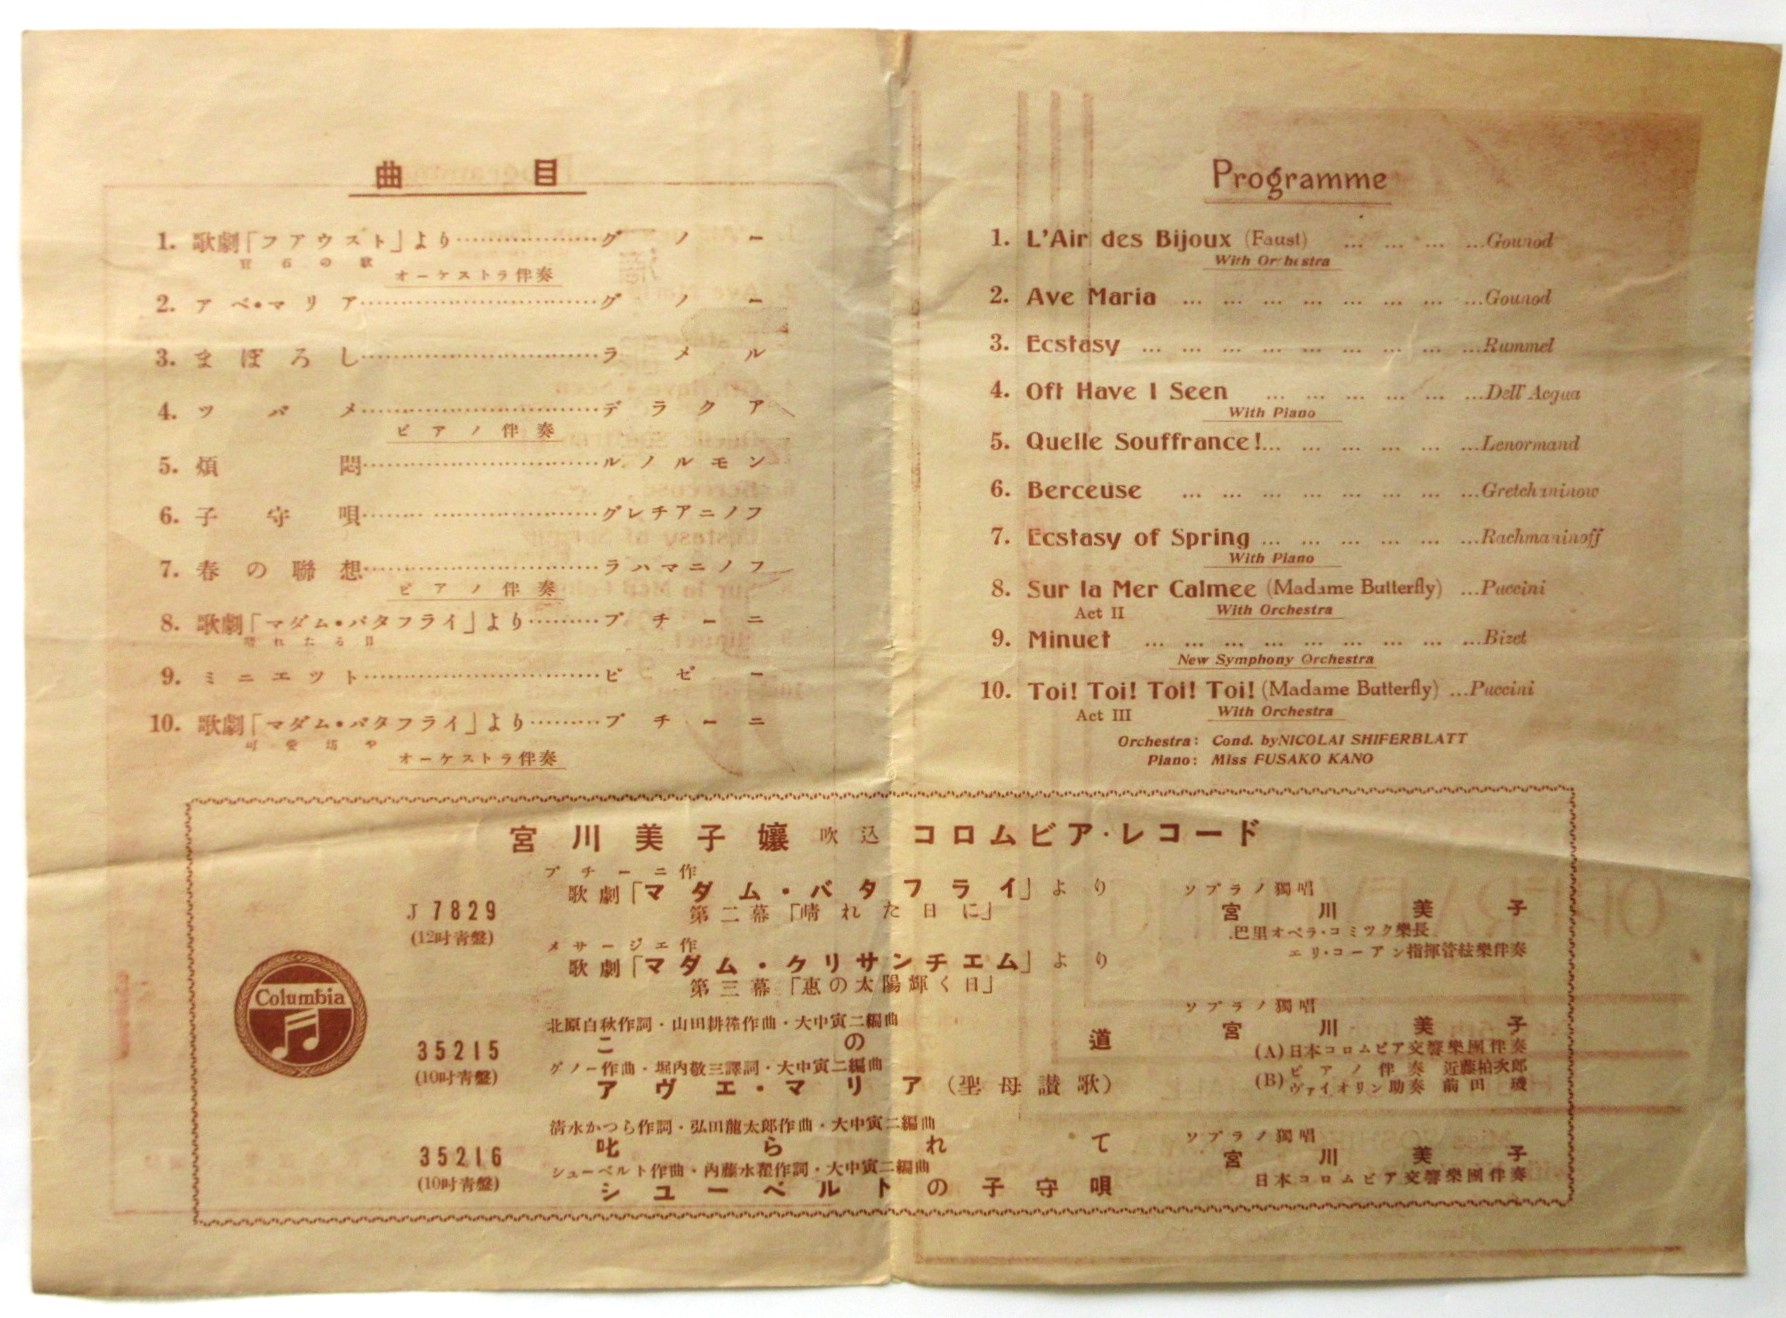 曲目
1. 歌劇「フアウスト」より………………グノー
宝石の歌
オーケストラ伴奏
2. アベ・マリア………………………グノー
3. まぼろし………………………ラメル
4. ツバメ………………………デラクア
ピアノ伴奏
5. 煩悶………………………ルノルモン
6. 子守唄………………………グレチアニノフ
7. 春の聯想………………………ラハマニノフ
ピアノ伴奏
8. 歌劇「マダム・バタフライ」より………プチーニ
晴れたる日
9. ミニエツト………………………ビゼー
10. 歌劇「マダム・バタフライ」より………プチーニ
可愛坊や
オーケストラ伴奏
Programme
1. L'Air des Bijoux (Faust) ... ... ... ...Gounod
With Orchestra
2. Ave Maria ... ... ... ... ... ... ... ...Gounod
3. Ecstasy ... ... ... ... ... ... ... ... ...Rummel
4. Oft Have I Seen ... ... ... ... ... ...Dell' Acqua
With Piano
5. Quelle Souffrance!... ... ... ... ... ...Lenormand
6. Berceuse ... ... ... ... ... ... ... ...Gretchaninow
7. Ecstasy of Spring ... ... ... ... ... ...Rachmaninoff
With Piano
8. Sur la Mer Calmee (Madame Butterfly) ...Puccini
Act II With Orchestra
9. Minuet ... ... ... ... ... ... ... ... ...Bizet
New Symphony Orchestra
10. Toi! Toi! Toi! Toi! (Madame Butterfly) ...Puccini
Act III With Orchestra
Orchestra: Cond. by NICOLAI SHIFERBLATT
Piano: Miss FUSAKO KANO
宮川美子孃 吹込 コロムビア・レコード
Columbia
J 7829
(12吋青盤)
プチーニ作
歌劇「マダム・バタフライ」より
第二幕「晴れた日に」
メサージェ作
歌劇「マダム・クリサンチエム」より
第三幕「惠の太陽輝く日」
ソプラノ獨唱
宮川美子
巴里オペラ・コミツク樂長
エリ・コーアン指揮管絃樂伴奏
35215
(10吋青盤)
北原白秋作詞・山田耕筰作曲・大中寅二編曲
この道
グノー作曲・堀内敬三譯詞・大中寅二編曲
アヴエ・マリア(聖母讃歌)
ソプラノ獨唱
宮川美子
(A)日本コロムビア交響樂團伴奏
(B)ピアノ伴奏 近藤柏次郎
ヴァイオリン助奏 前田璣
35216
(10吋青盤)
清水かつら作詞・弘田龍太郎作曲・大中寅二編曲
叱られて
シューベルト作曲・内藤水翟作詞・大中寅二編曲
シユーベルトの子守唄
ソプラノ獨唱
宮川美子
日本コロムビア交響樂團伴奏